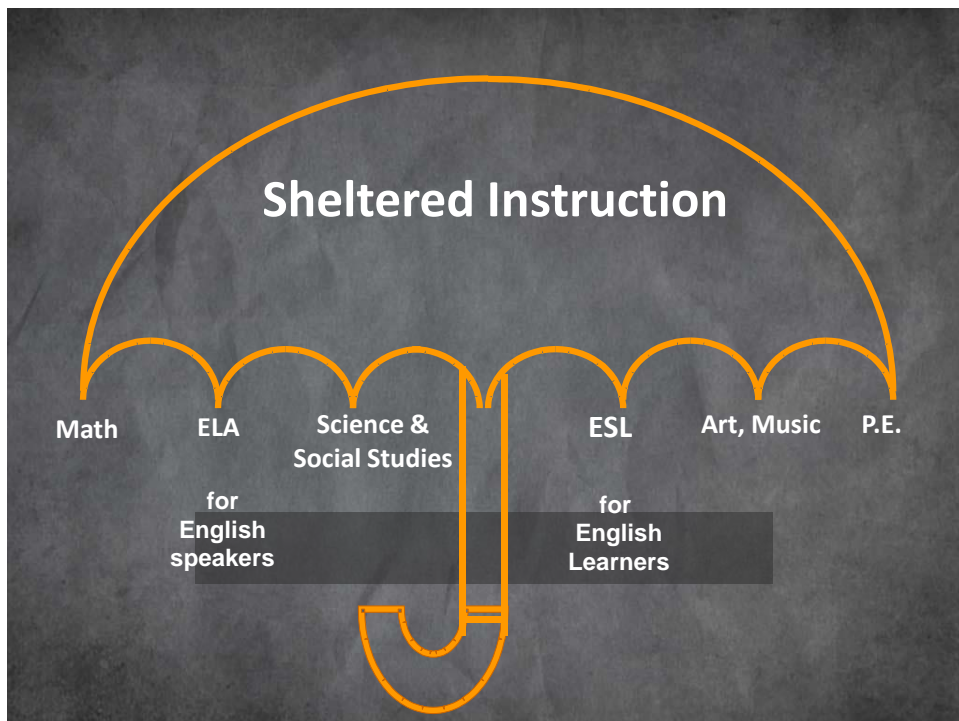 Sheltered Instruction
Math
ELA
Science &
Social Studies
ESL
Art, Music
P.E.
for
English
speakers
for
English
Learners